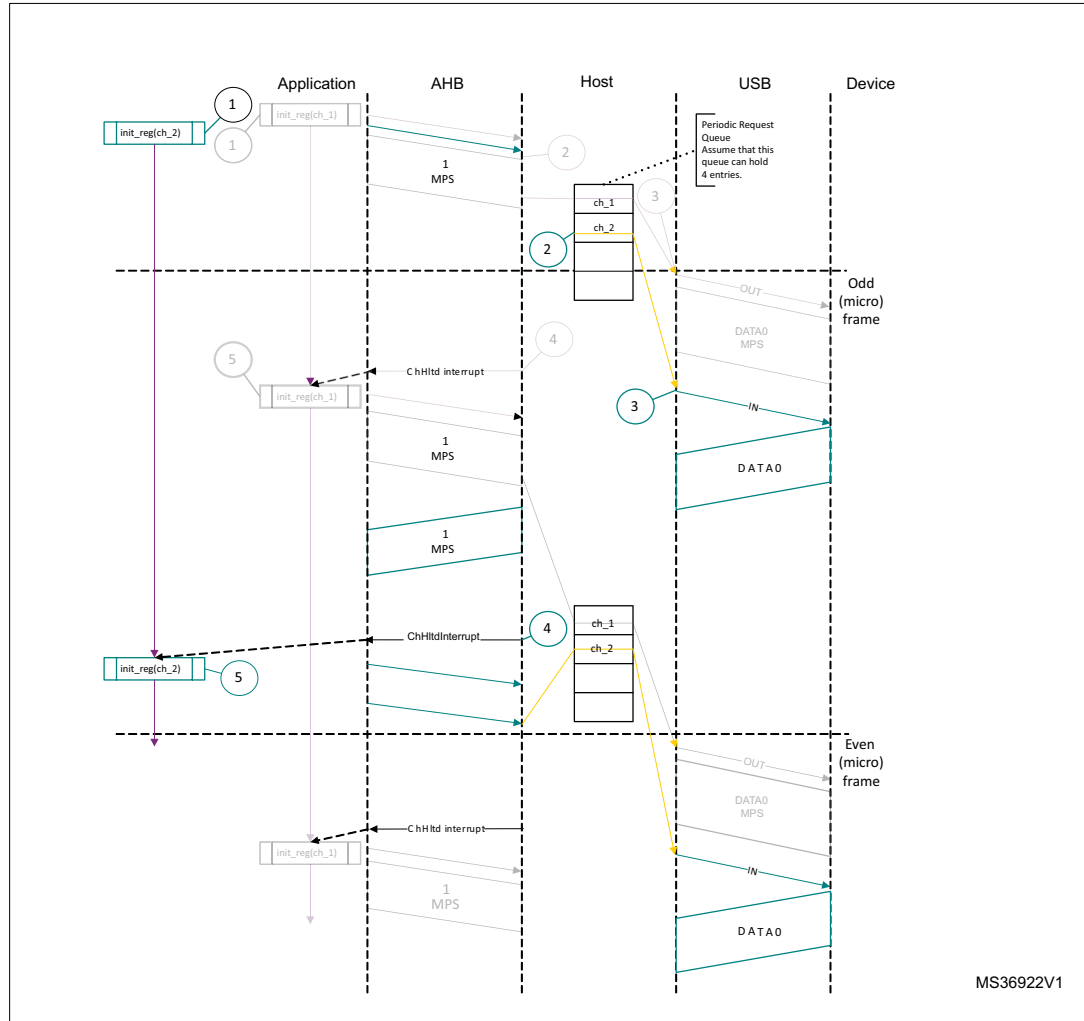 Application
AHB
Host
USB
Device
1
init_reg(ch_1)
init_reg(ch_2)
1
Periodic Request
Queue
Assume that this
queue can hold
4 entries.
2
1
MPS
3
ch_1
ch_2
2
Odd
(micro)
frame
OUT
DATA0
MPS
4
5
ChHltd interrupt
init_reg(ch_1)
3
IN
1
MPS
DATA0
1
MPS
ch_1
4
ChHltdInterrupt
ch_2
init_reg(ch_2)
5
Even
(micro)
frame
OUT
DATA0
MPS
ChHltd interrupt
init_reg(ch_1)
IN
1
MPS
DATA0
MS36922V1